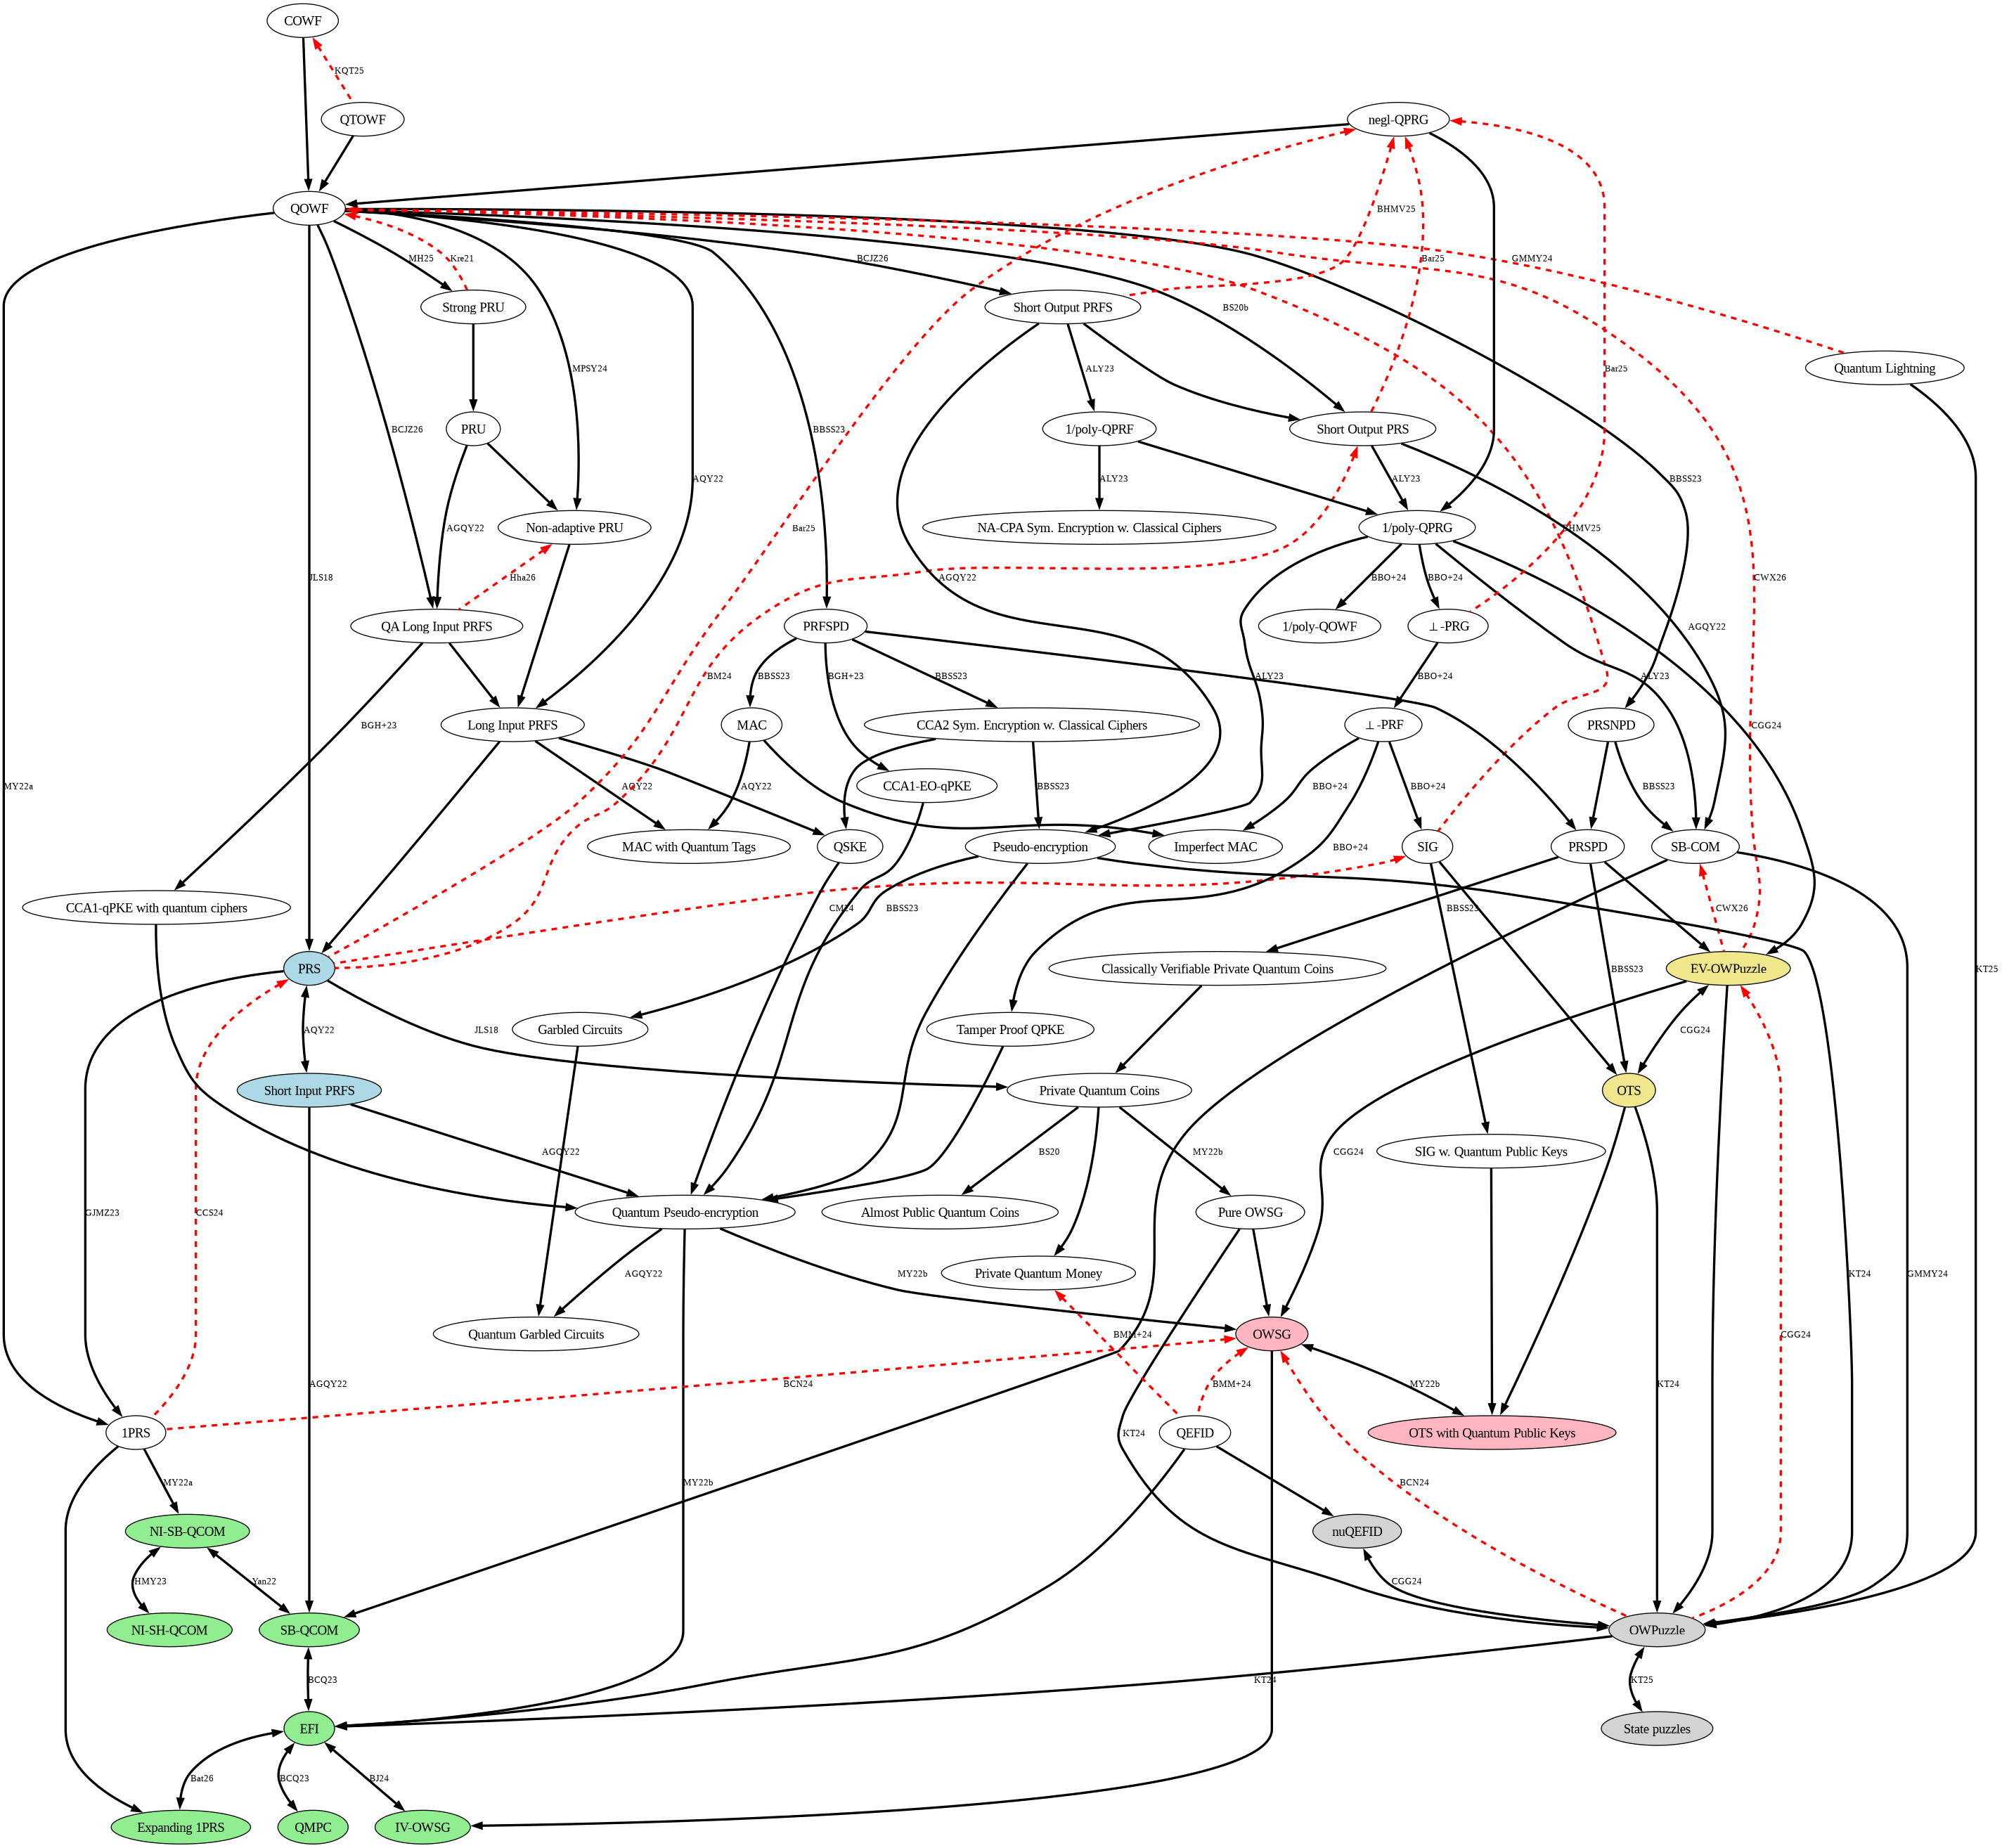 COWF
KQT25
QTOWF
negl-QPRG
QOWF
BHMV25
GMMY24
MH25
Kre21
BCJZ26
Bar25
Strong PRU
Short Output PRFS
BS20b
MPSY24
ALY23
Quantum Lightning
Bar25
BCJZ26
PRU
BBSS23
1/poly-QPRF
Short Output PRS
AQY22
ALY23
ALY23
BBSS23
AGQY22
Non-adaptive PRU
Bar25
NA-CPA Sym. Encryption w. Classical Ciphers
1/poly-QPRG
BHMV25
JLS18
Hha26
AGQY22
BBO+24
BBO+24
CWX26
QA Long Input PRFS
PRFSPD
1/poly-QOWF
⊥-PRG
AGQY22
BBSS23
BGH+23
BBSS23
BM24
ALY23
BBO+24
ALY23
BGH+23
Long Input PRFS
MAC
CCA2 Sym. Encryption w. Classical Ciphers
⊥-PRF
PRSNPD
CGG24
MY22a
AQY22
AQY22
CCA1-EO-qPKE
BBSS23
BBO+24
BBO+24
BBSS23
MAC with Quantum Tags
QSKE
Pseudo-encryption
Imperfect MAC
BBO+24
SIG
PRSPD
SB-COM
CCA1-qPKE with quantum ciphers
CM24
BBSS23
BBSS23
CWX26
PRS
Classically Verifiable Private Quantum Coins
BBSS23
EV-OWPuzzle
KT25
AQY22
JLS18
Garbled Circuits
Tamper Proof QPKE
CGG24
Short Input PRFS
Private Quantum Coins
OTS
AGQY22
BS20
MY22b
CGG24
SIG w. Quantum Public Keys
GJMZ23
CCS24
Quantum Pseudo-encryption
Almost Public Quantum Coins
Pure OWSG
AGQY22
MY22b
Private Quantum Money
KT24
GMMY24
Quantum Garbled Circuits
BMM+24
OWSG
CGG24
AGQY22
BCN24
BMM+24
MY22b
KT24
1PRS
KT24
QEFID
OTS with Quantum Public Keys
MY22a
MY22b
BCN24
NI-SB-QCOM
nuQEFID
HMY23
Yan22
CGG24
NI-SH-QCOM
SB-QCOM
OWPuzzle
BCQ23
KT24
KT25
EFI
State puzzles
Bat26
BCQ23
BJ24
Expanding 1PRS
QMPC
IV-OWSG